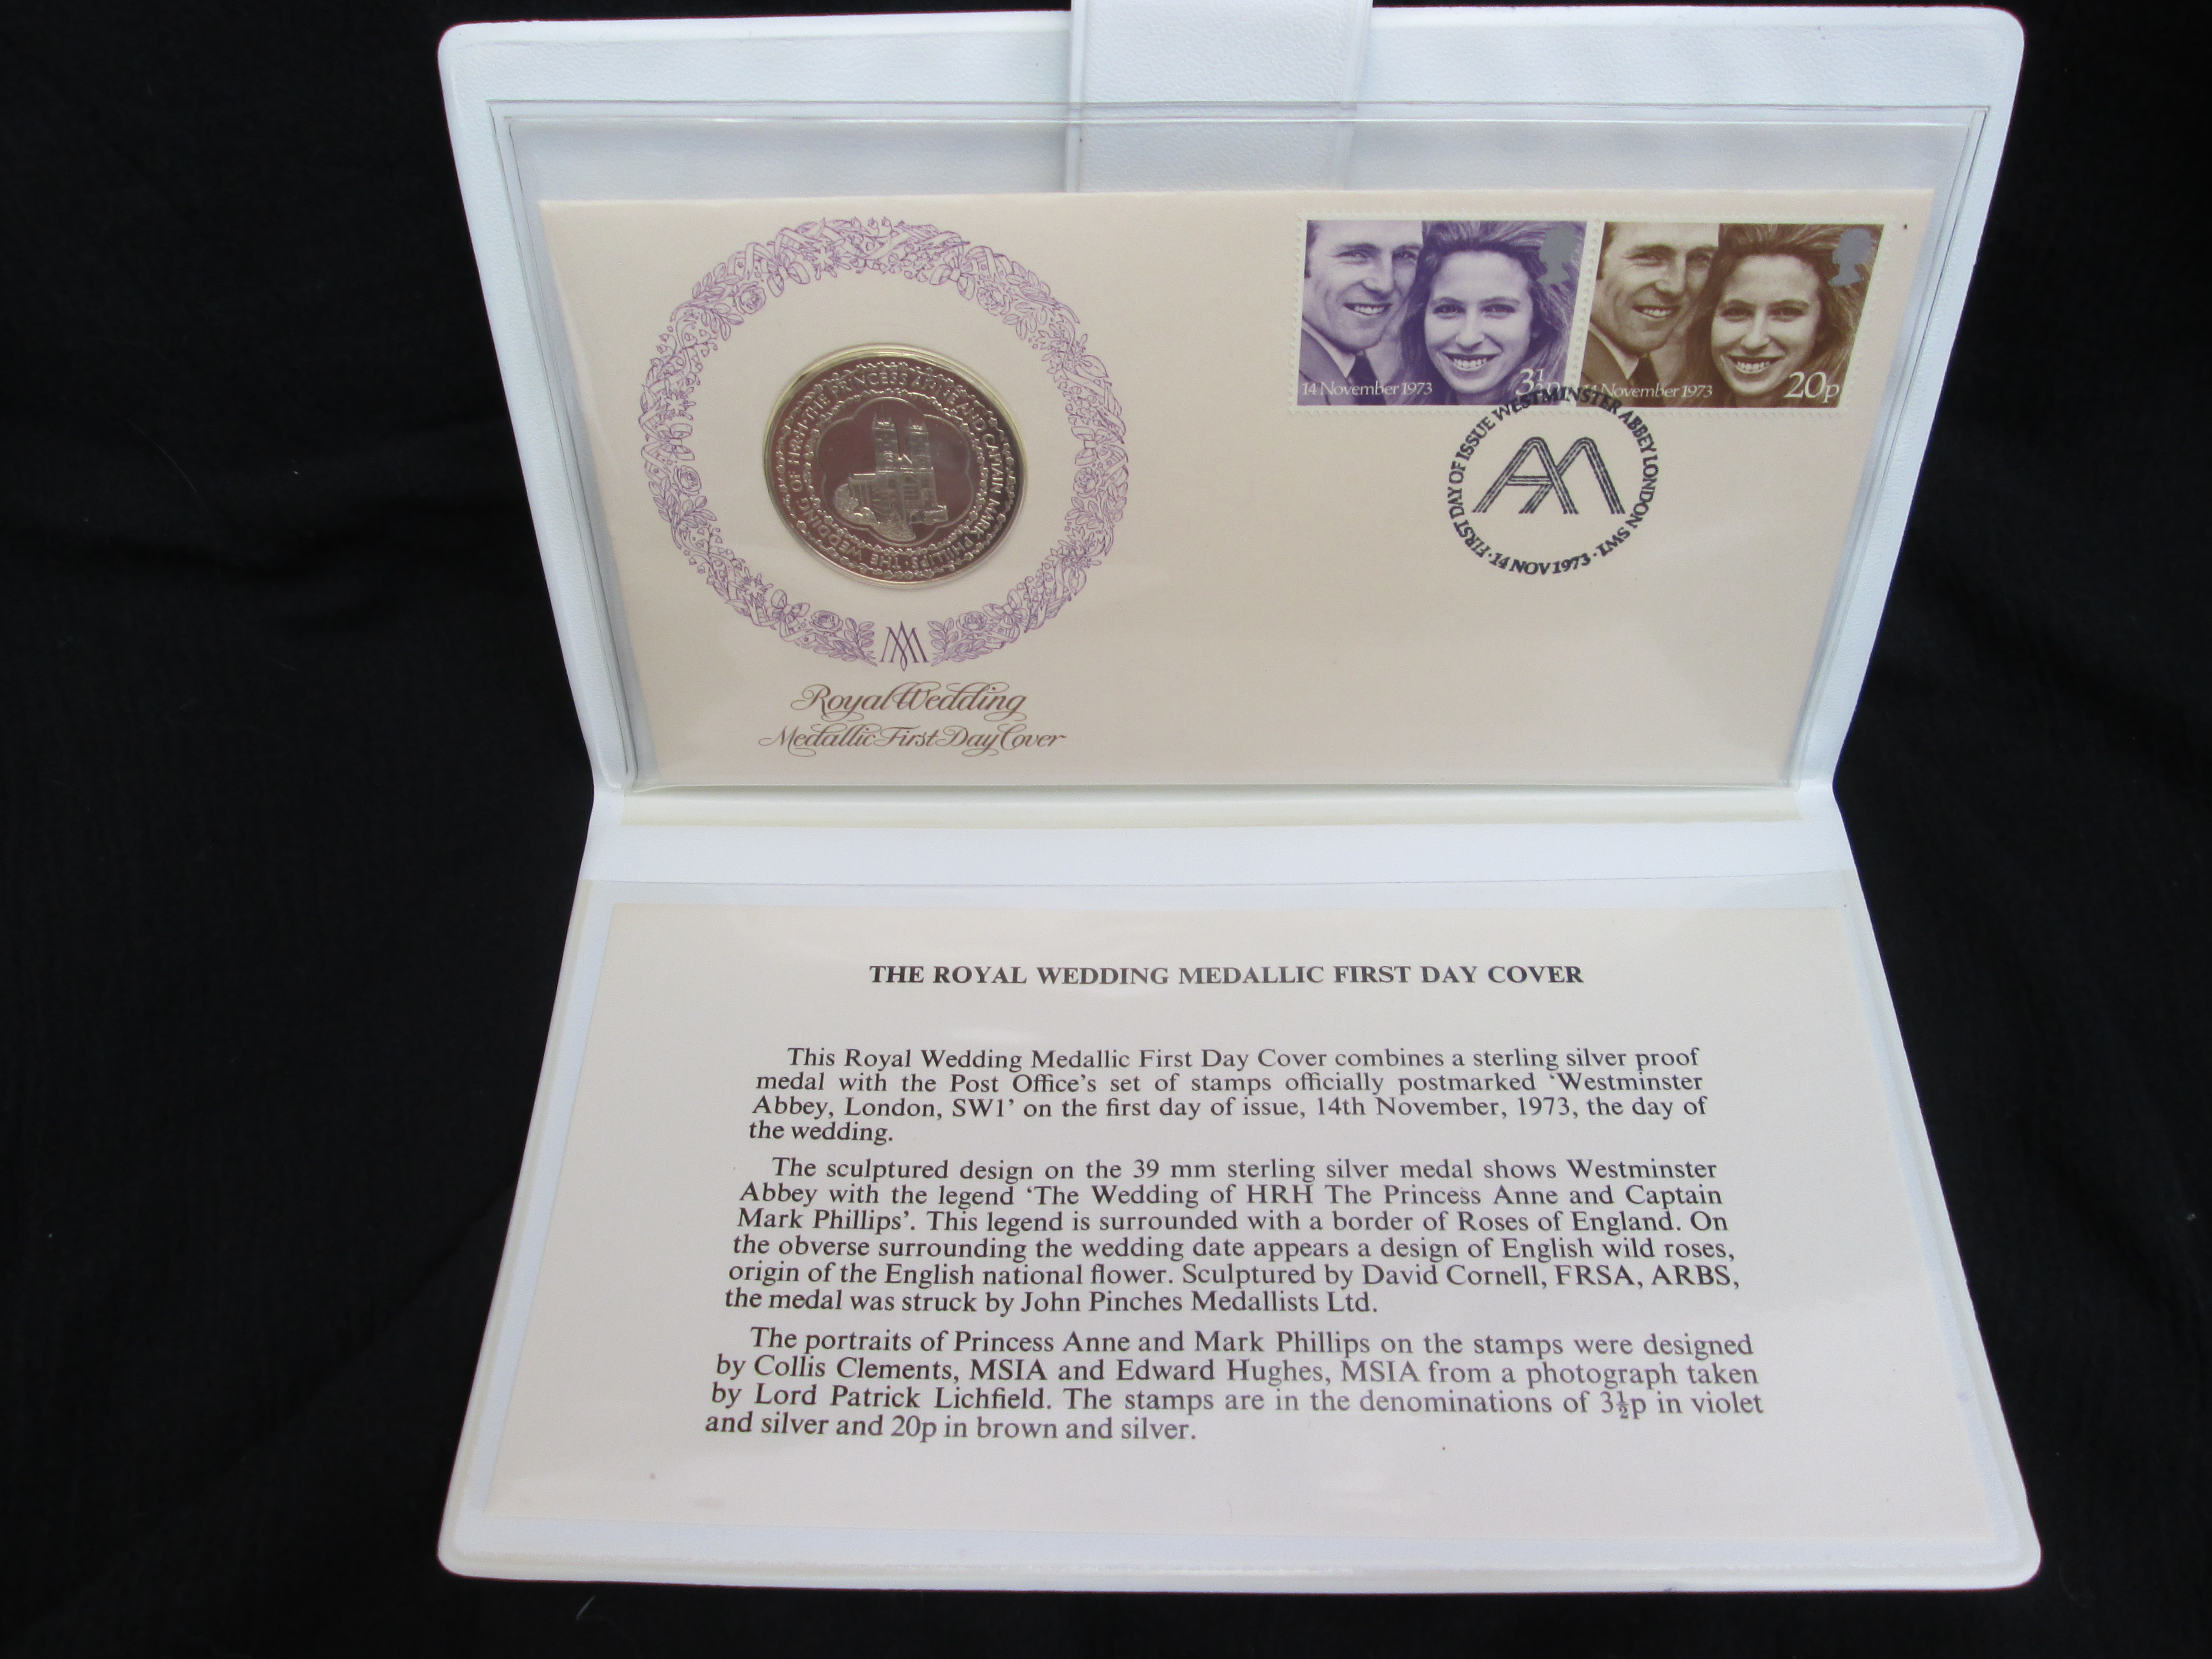 THE WEDDING OF HRH·THE PRINCESS ANNE AND CAPTAIN MARK PHILLIPS·
AM
Royal Wedding
Medallic First Day Cover
14 November 1973
3½p
14 November 1973
20p
FIRST DAY OF ISSUE WESTMINSTER ABBEY LONDON SW1 · 14 NOV 1973 ·
AM
THE ROYAL WEDDING MEDALLIC FIRST DAY COVER
This Royal Wedding Medallic First Day Cover combines a sterling silver proof
medal with the Post Office's set of stamps officially postmarked ‘Westminster
Abbey, London, SW1’ on the first day of issue, 14th November, 1973, the day of
the wedding.
The sculptured design on the 39 mm sterling silver medal shows Westminster
Abbey with the legend ‘The Wedding of HRH The Princess Anne and Captain
Mark Phillips’. This legend is surrounded with a border of Roses of England. On
the obverse surrounding the wedding date appears a design of English wild roses,
origin of the English national flower. Sculptured by David Cornell, FRSA, ARBS,
the medal was struck by John Pinches Medallists Ltd.
The portraits of Princess Anne and Mark Phillips on the stamps were designed
by Collis Clements, MSIA and Edward Hughes, MSIA from a photograph taken
by Lord Patrick Lichfield. The stamps are in the denominations of 3½p in violet
and silver and 20p in brown and silver.